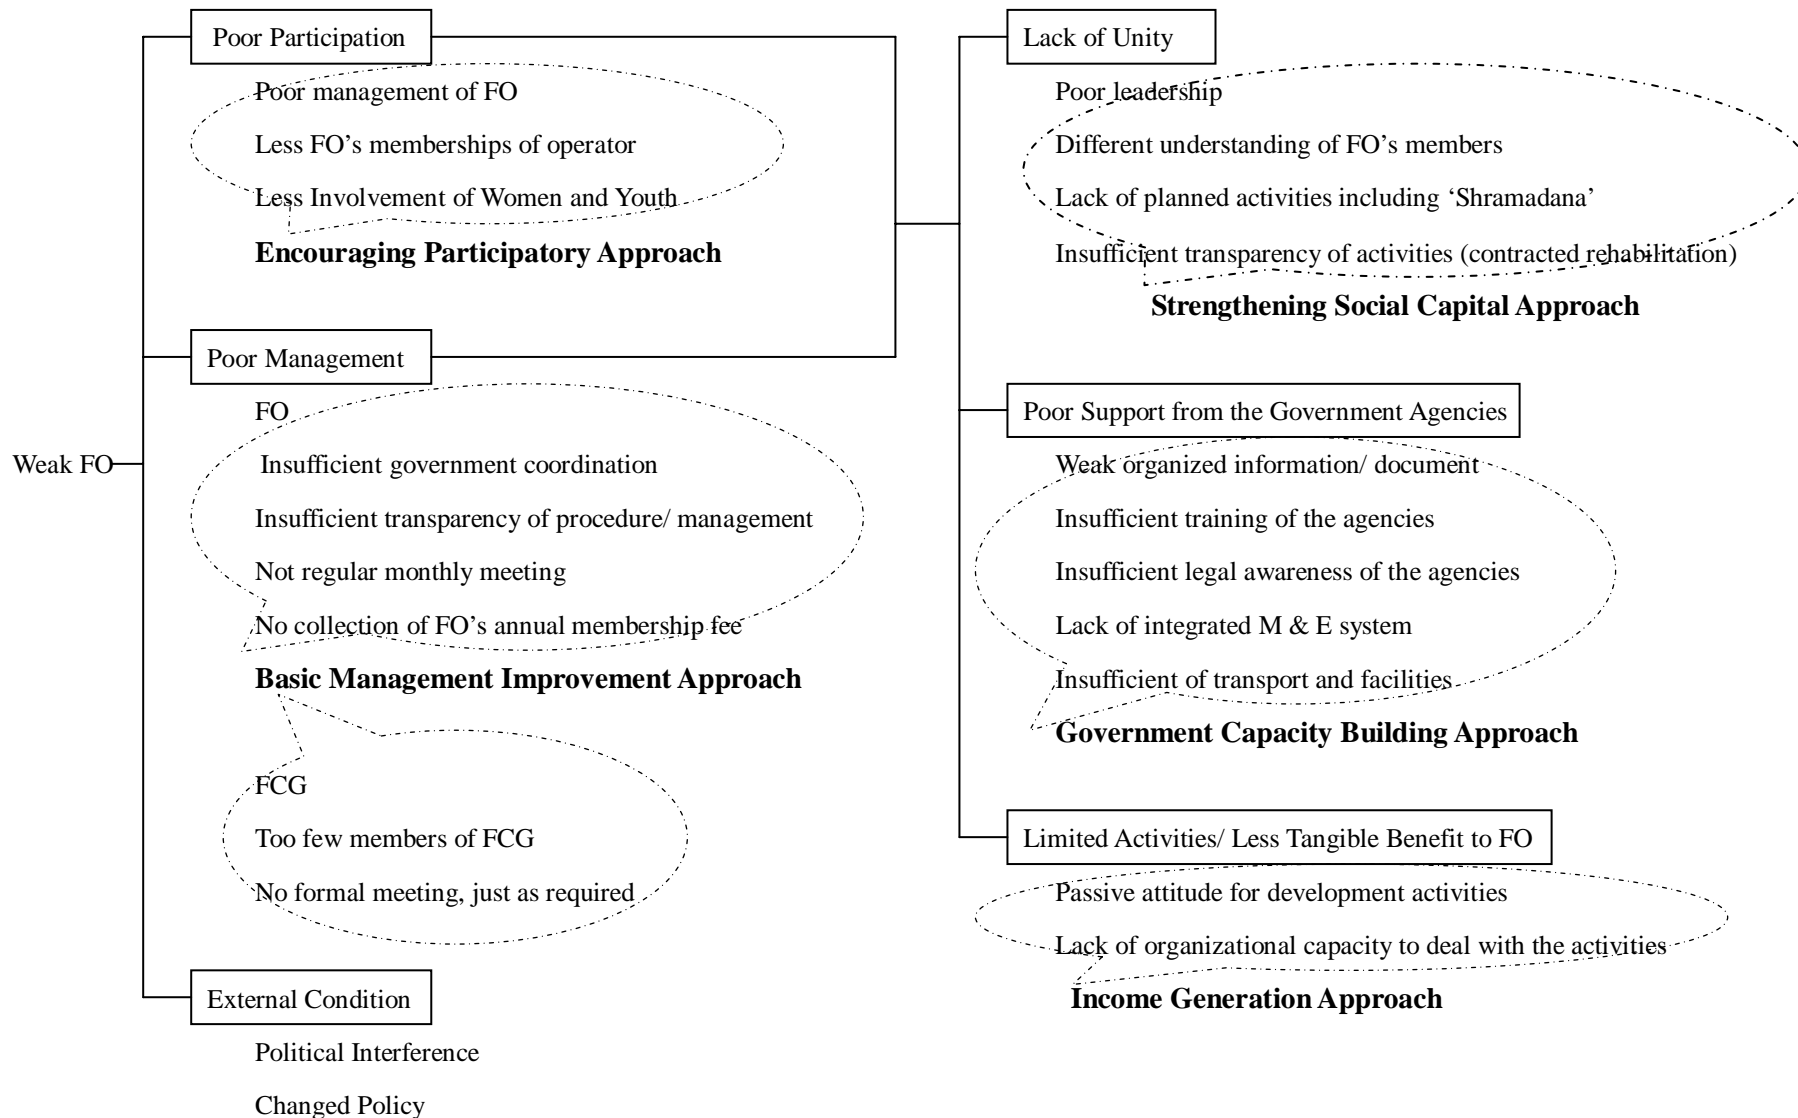 Weak FO
Poor Participation
Poor management of FO
Less FO’s memberships of operator
Less Involvement of Women and Youth
Encouraging Participatory Approach
Poor Management
FO
Insufficient government coordination
Insufficient transparency of procedure/ management
Not regular monthly meeting
No collection of FO’s annual membership fee
Basic Management Improvement Approach
FCG
Too few members of FCG
No formal meeting, just as required
External Condition
Political Interference
Changed Policy
Lack of Unity
Poor leadership
Different understanding of FO’s members
Lack of planned activities including ‘Shramadana’
Insufficient transparency of activities (contracted rehabilitation)
Strengthening Social Capital Approach
Poor Support from the Government Agencies
Weak organized information/ document
Insufficient training of the agencies
Insufficient legal awareness of the agencies
Lack of integrated M & E system
Insufficient of transport and facilities
Government Capacity Building Approach
Limited Activities/ Less Tangible Benefit to FO
Passive attitude for development activities
Lack of organizational capacity to deal with the activities
Income Generation Approach